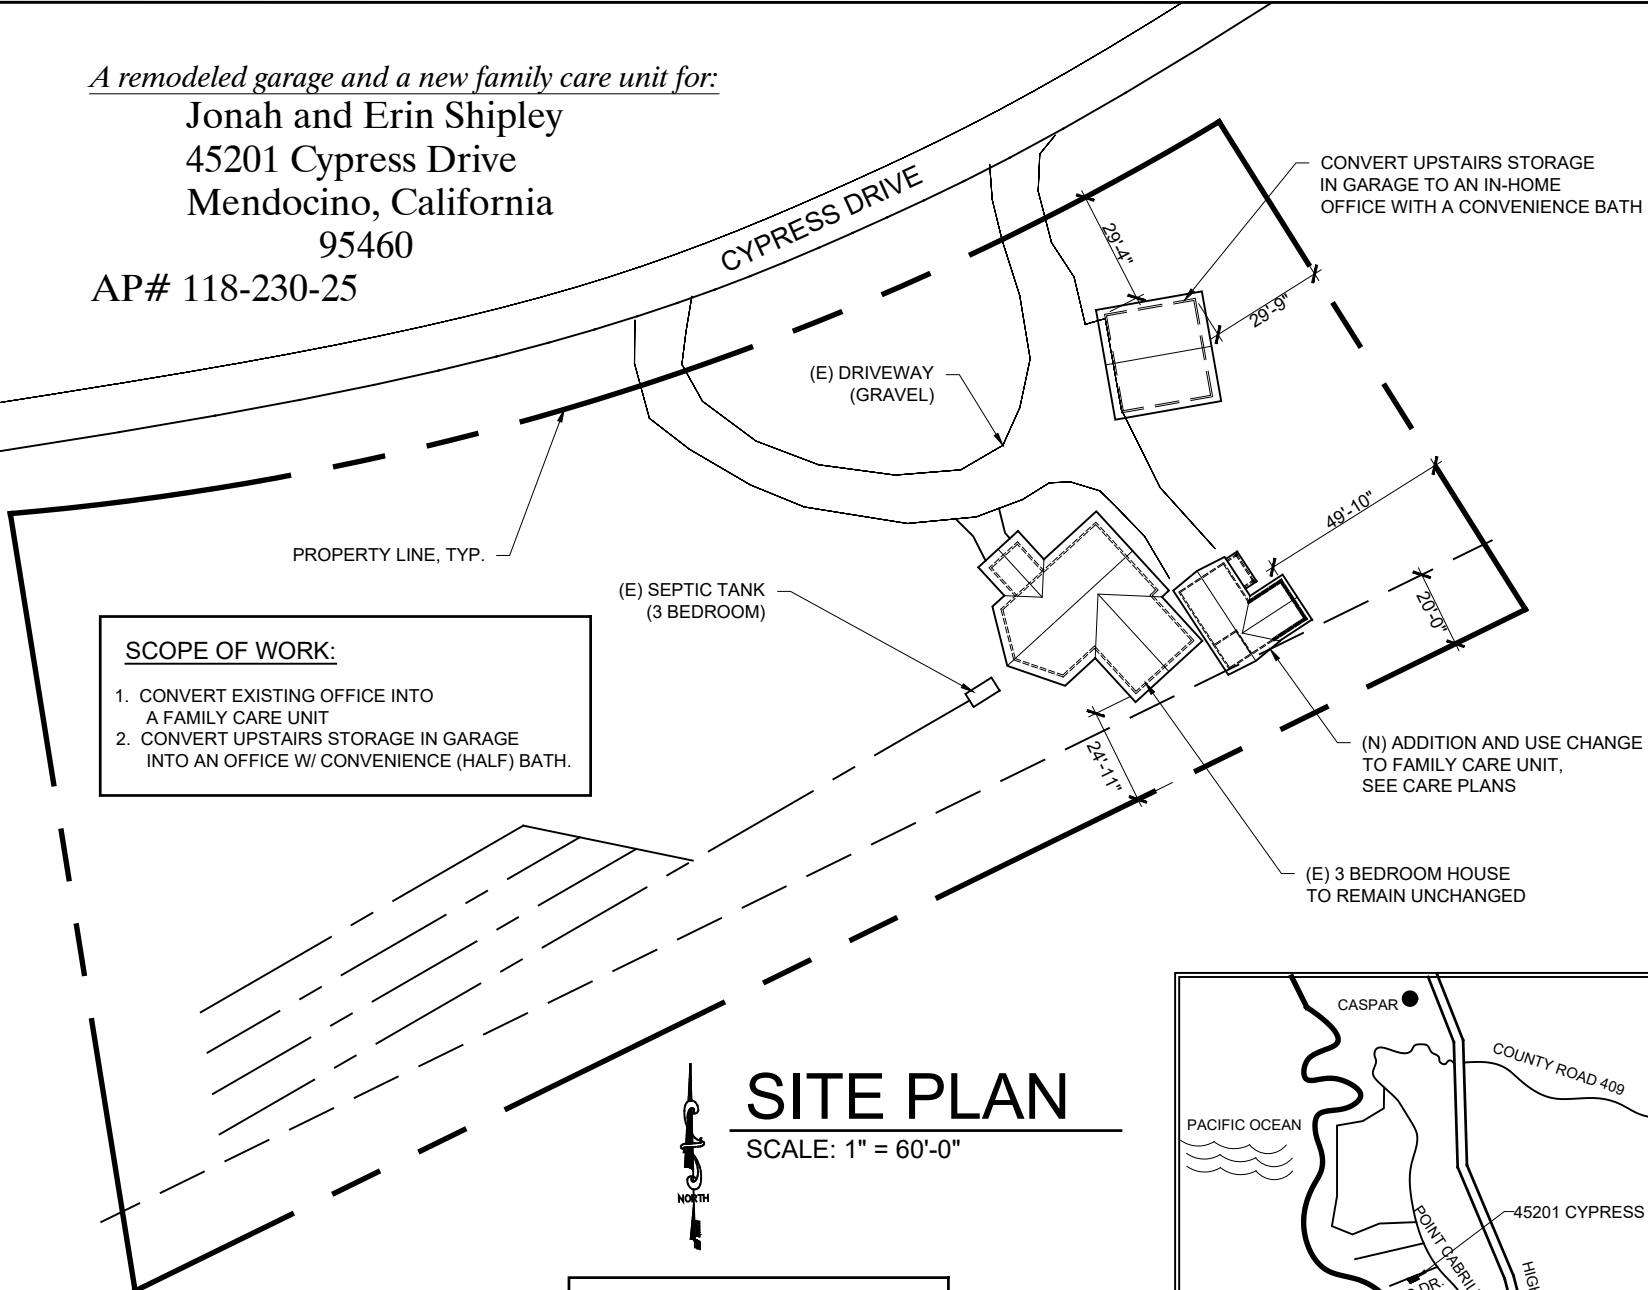 A remodeled garage and a new family care unit for:
Jonah and Erin Shipley
45201 Cypress Drive
Mendocino, California
95460
AP# 118-230-25
CYPRESS DRIVE
CONVERT UPSTAIRS STORAGE
IN GARAGE TO AN IN-HOME
OFFICE WITH A CONVENIENCE BATH
29'-4"
29'-9"
(E) DRIVEWAY
(GRAVEL)
PROPERTY LINE, TYP.
49'-10"
(E) SEPTIC TANK
(3 BEDROOM)
20'-0"
SCOPE OF WORK:
1. CONVERT EXISTING OFFICE INTO
A FAMILY CARE UNIT
2. CONVERT UPSTAIRS STORAGE IN GARAGE
INTO AN OFFICE W/ CONVENIENCE (HALF) BATH.
24'-11"
(N) ADDITION AND USE CHANGE
TO FAMILY CARE UNIT,
SEE CARE PLANS
(E) 3 BEDROOM HOUSE
TO REMAIN UNCHANGED
SITE PLAN
SCALE: 1" = 60'-0"
NORTH
CASPAR
COUNTY ROAD 409
PACIFIC OCEAN
45201 CYPRESS
POINT CABRIL
DR.
HIGH